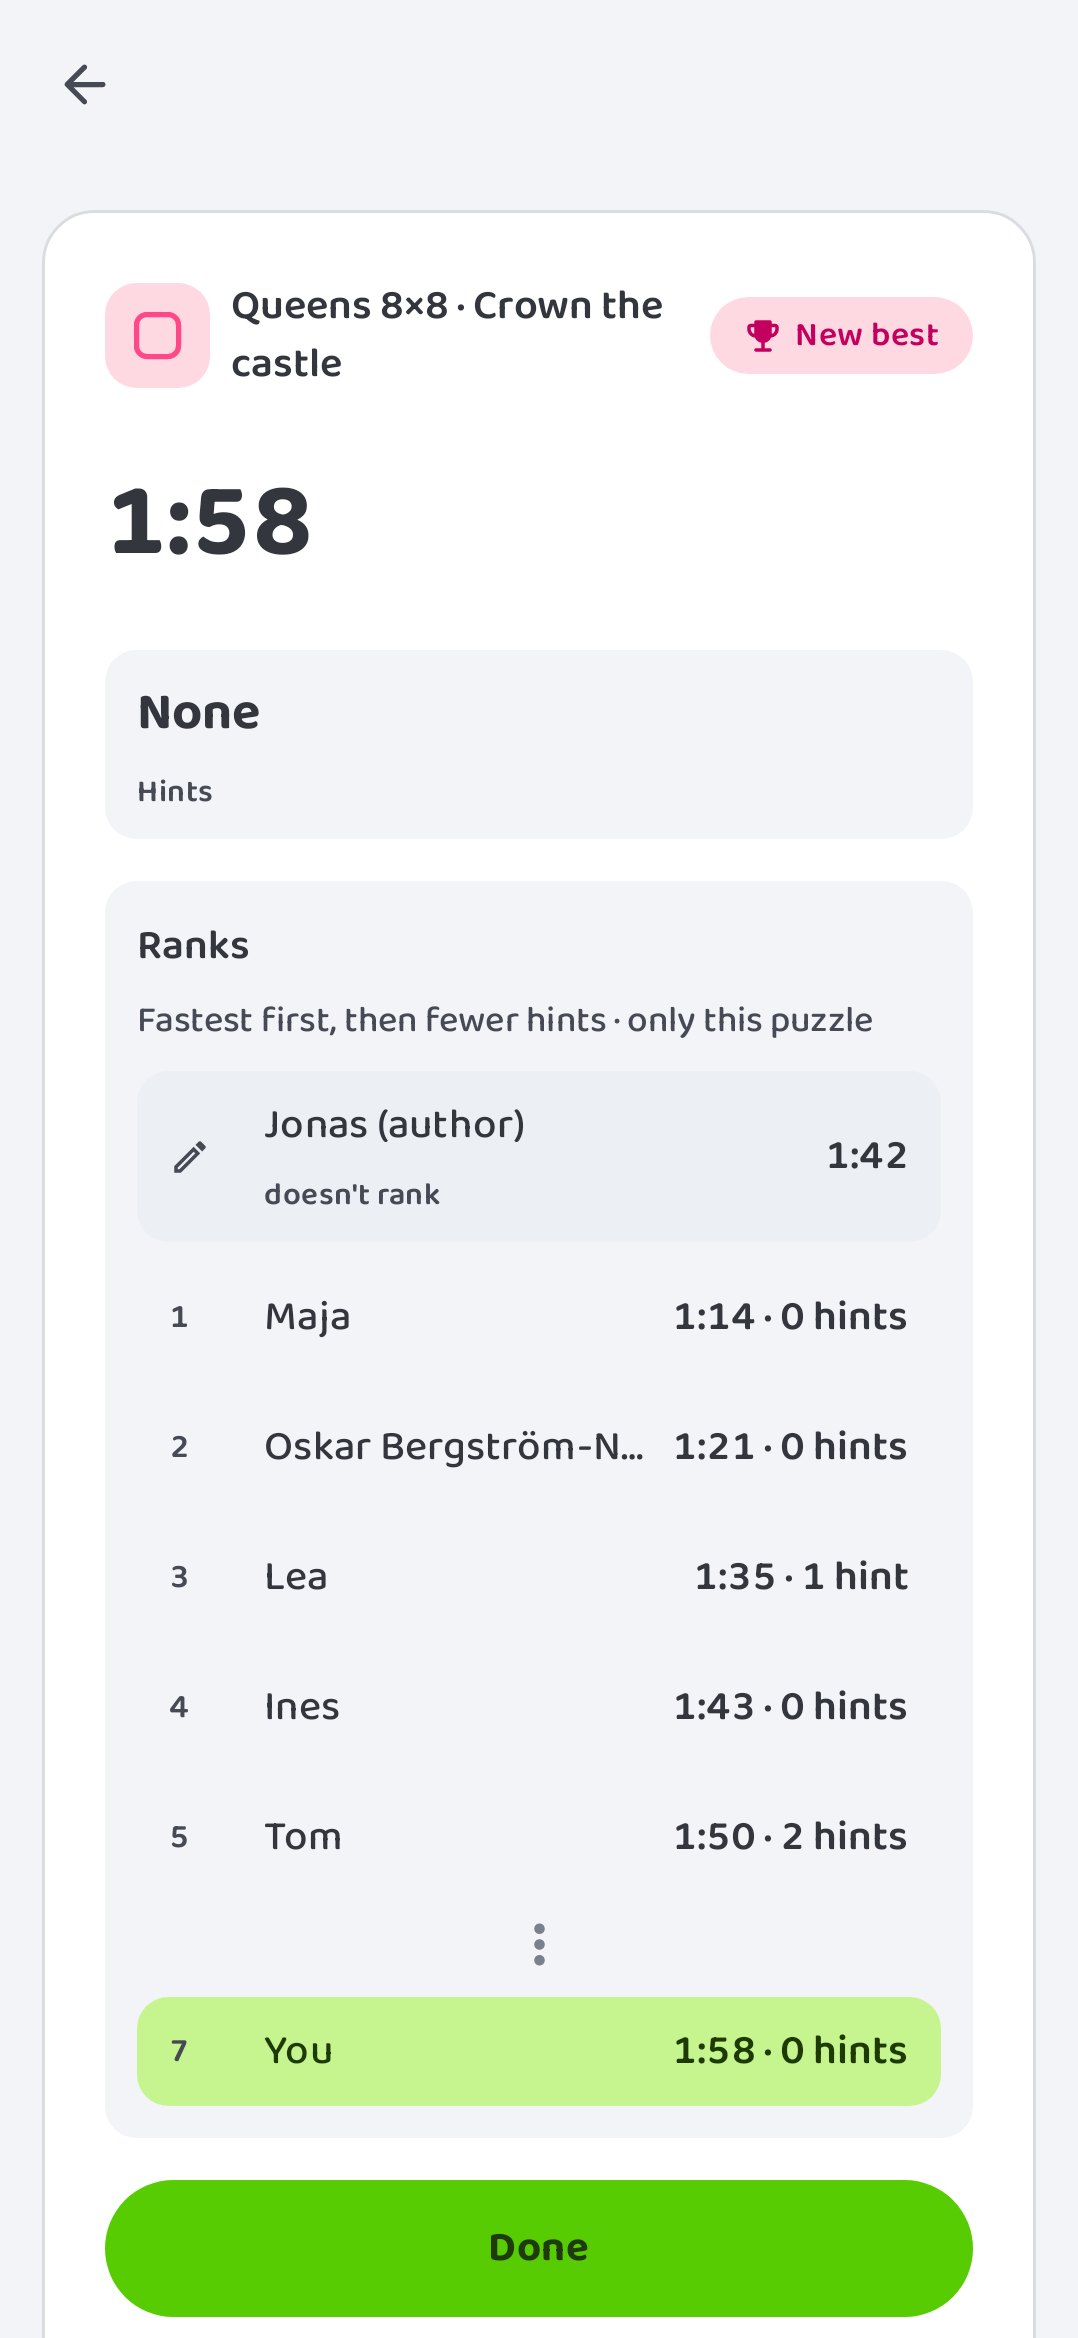 Queens 8×8 · Crown the
castle
New best
1:58
None
Hints
Ranks
Fastest first, then fewer hints · only this puzzle
Jonas (author)
doesn't rank
1:42
1 Maja 1:14 · 0 hints
2 Oskar Bergström-N... 1:21 · 0 hints
3 Lea 1:35 · 1 hint
4 Ines 1:43 · 0 hints
5 Tom 1:50 · 2 hints
7 You 1:58 · 0 hints
Done